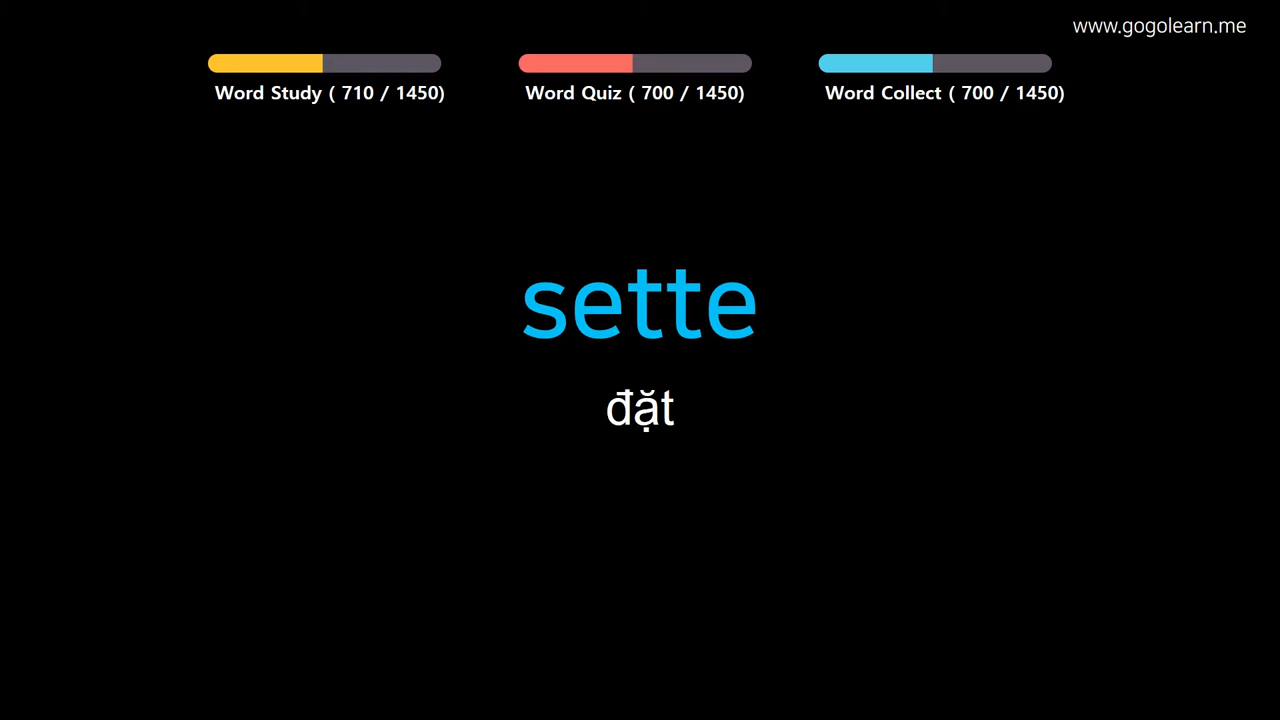 www.gogolearn.me
Word Study ( 710 / 1450)
Word Quiz ( 700 / 1450)
Word Collect ( 700 / 1450)
sette
đặt